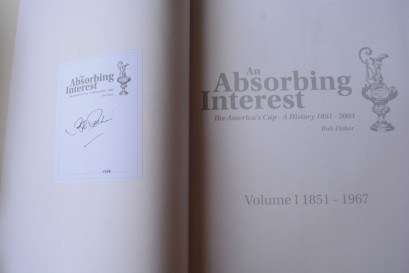 An
Absorbing
Interest
An
Absorbing
Interest
The America's Cup - A History 1851 - 2003
Bob Fisher
Volume I 1851 - 1967